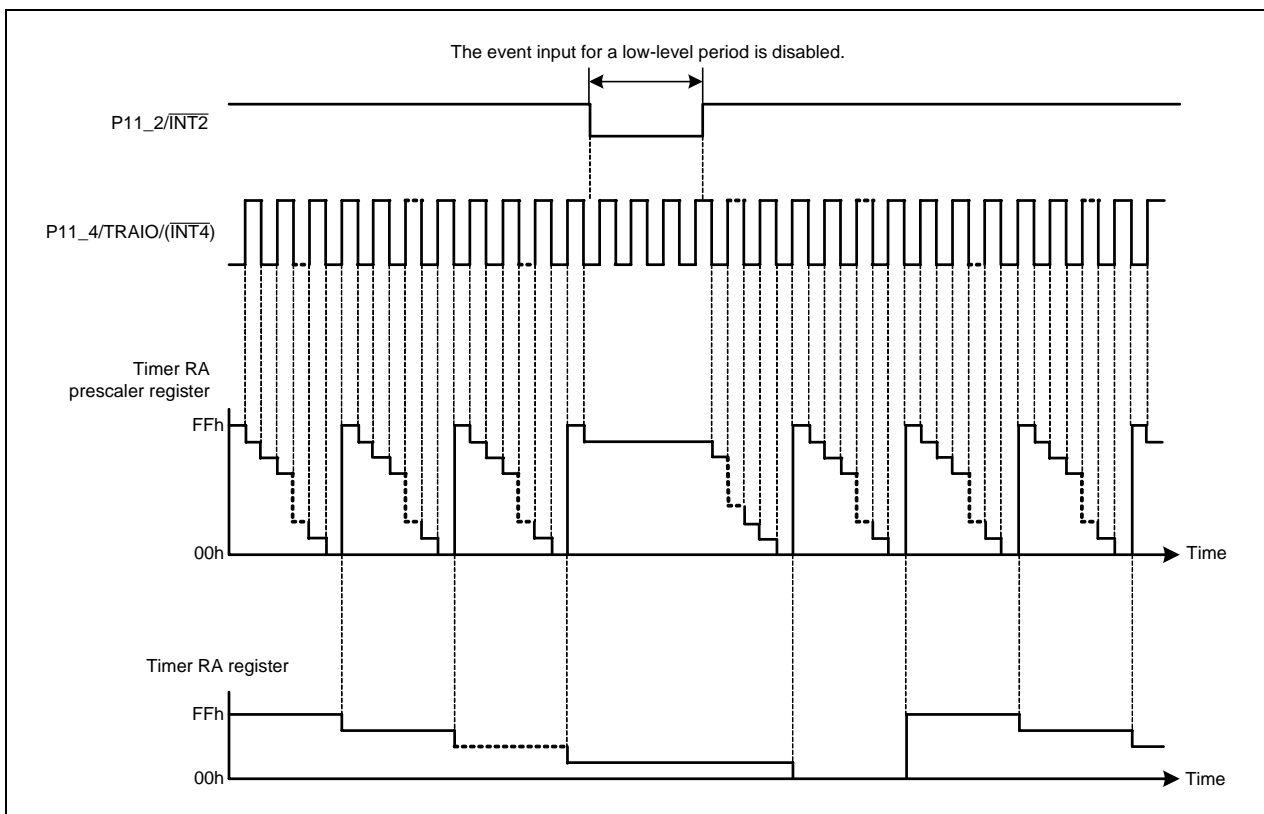 The event input for a low-level period is disabled.
P11_2/INT2
P11_4/TRAIO/(INT4)
Timer RA
prescaler register
FFh
00h
Time
Timer RA register
FFh
00h
Time